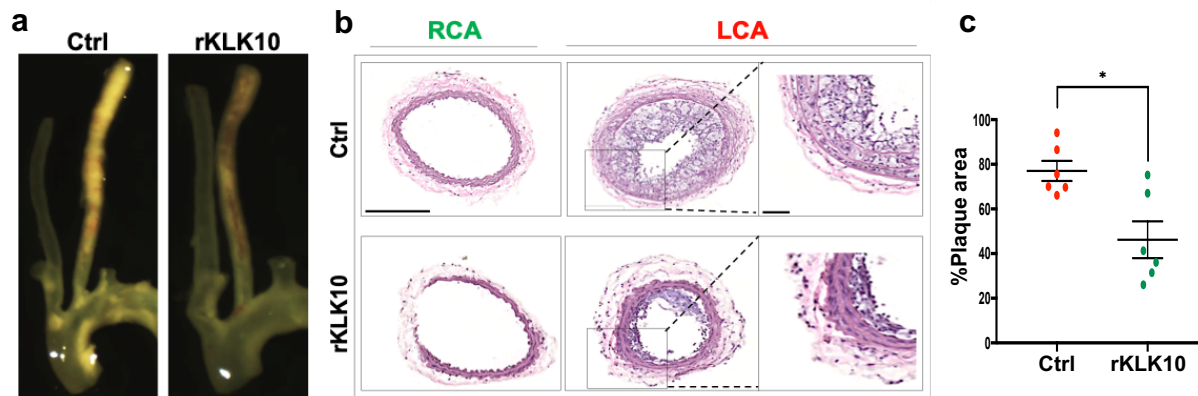 a
Ctrl rKLK10
b
RCA LCA
Ctrl
rKLK10
c
*
%Plaque area
100
80
60
40
20
0
Ctrl rKLK10